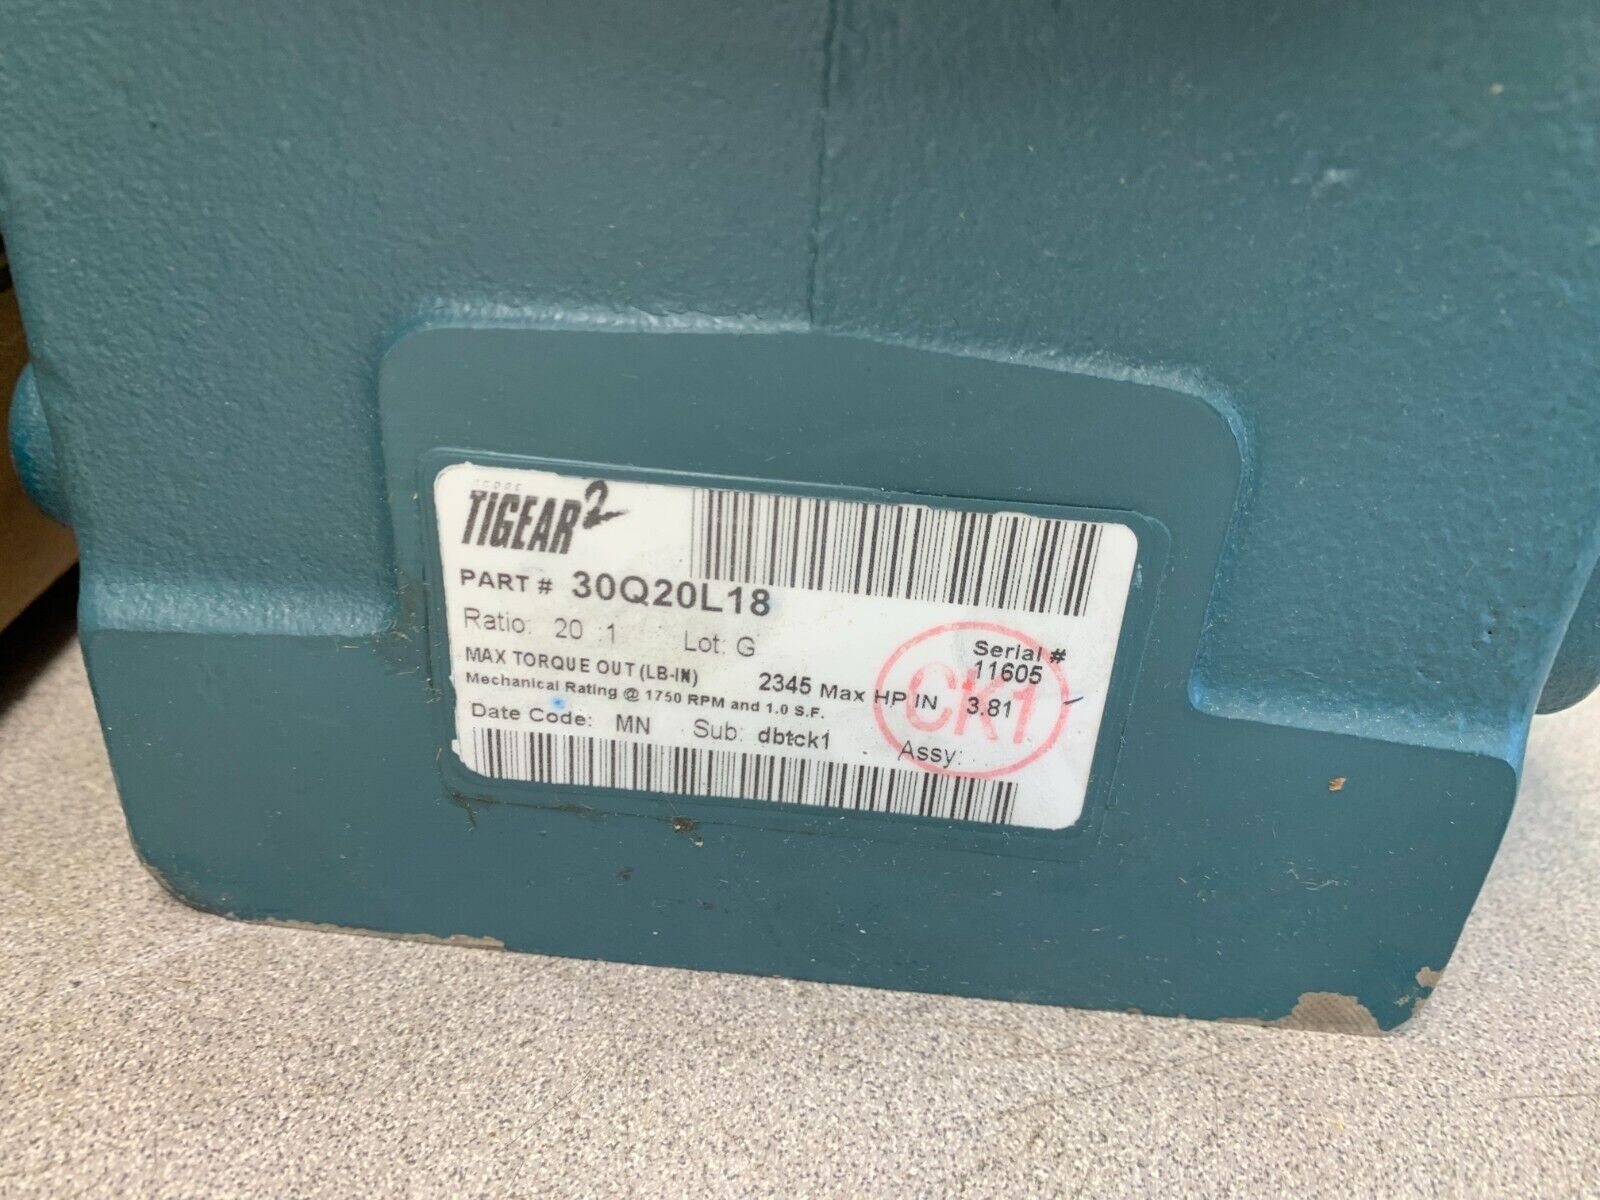 DODGE
TIGEAR2
PART # 30Q20L18
Ratio: 20 :1 Lot: G
Serial #
11605
MAX TORQUE OUT (LB-IN) 2345 Max HP IN 3.81
Mechanical Rating @ 1750 RPM and 1.0 S.F.
Date Code: MN Sub: dbtck1 Assy:
CK1